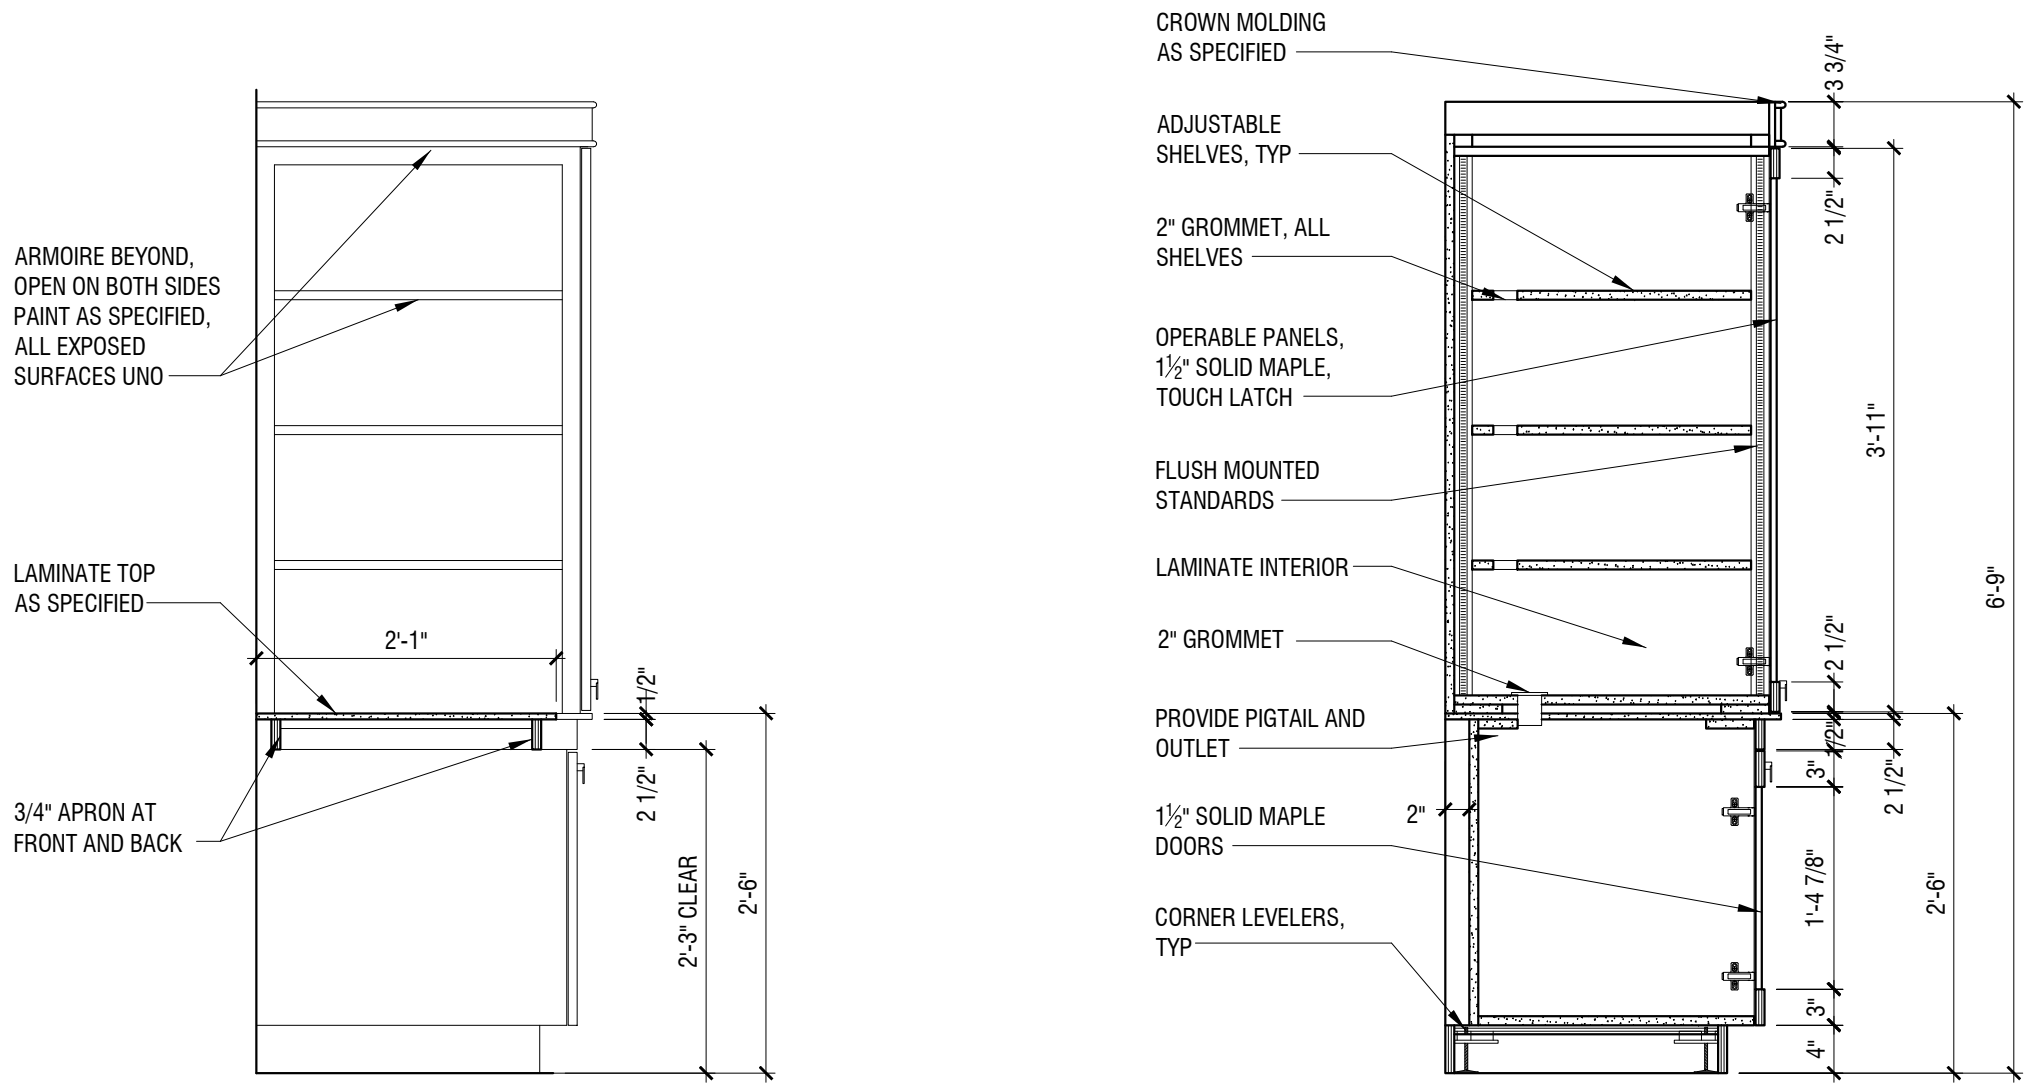 ARMOIRE BEYOND,
OPEN ON BOTH SIDES
PAINT AS SPECIFIED,
ALL EXPOSED
SURFACES UNO
LAMINATE TOP
AS SPECIFIED
3/4" APRON AT
FRONT AND BACK
2'-1"
1/2"
2 1/2"
2'-3" CLEAR
2'-6"
CROWN MOLDING
AS SPECIFIED
ADJUSTABLE
SHELVES, TYP
2" GROMMET, ALL
SHELVES
OPERABLE PANELS,
1½" SOLID MAPLE,
TOUCH LATCH
FLUSH MOUNTED
STANDARDS
LAMINATE INTERIOR
2" GROMMET
PROVIDE PIGTAIL AND
OUTLET
1½" SOLID MAPLE
DOORS
CORNER LEVELERS,
TYP
2"
3 3/4"
2 1/2"
2 1/2"
1/2"
3"
1'-4 7/8"
3"
4"
3'-11"
2 1/2"
2'-6"
6'-9"